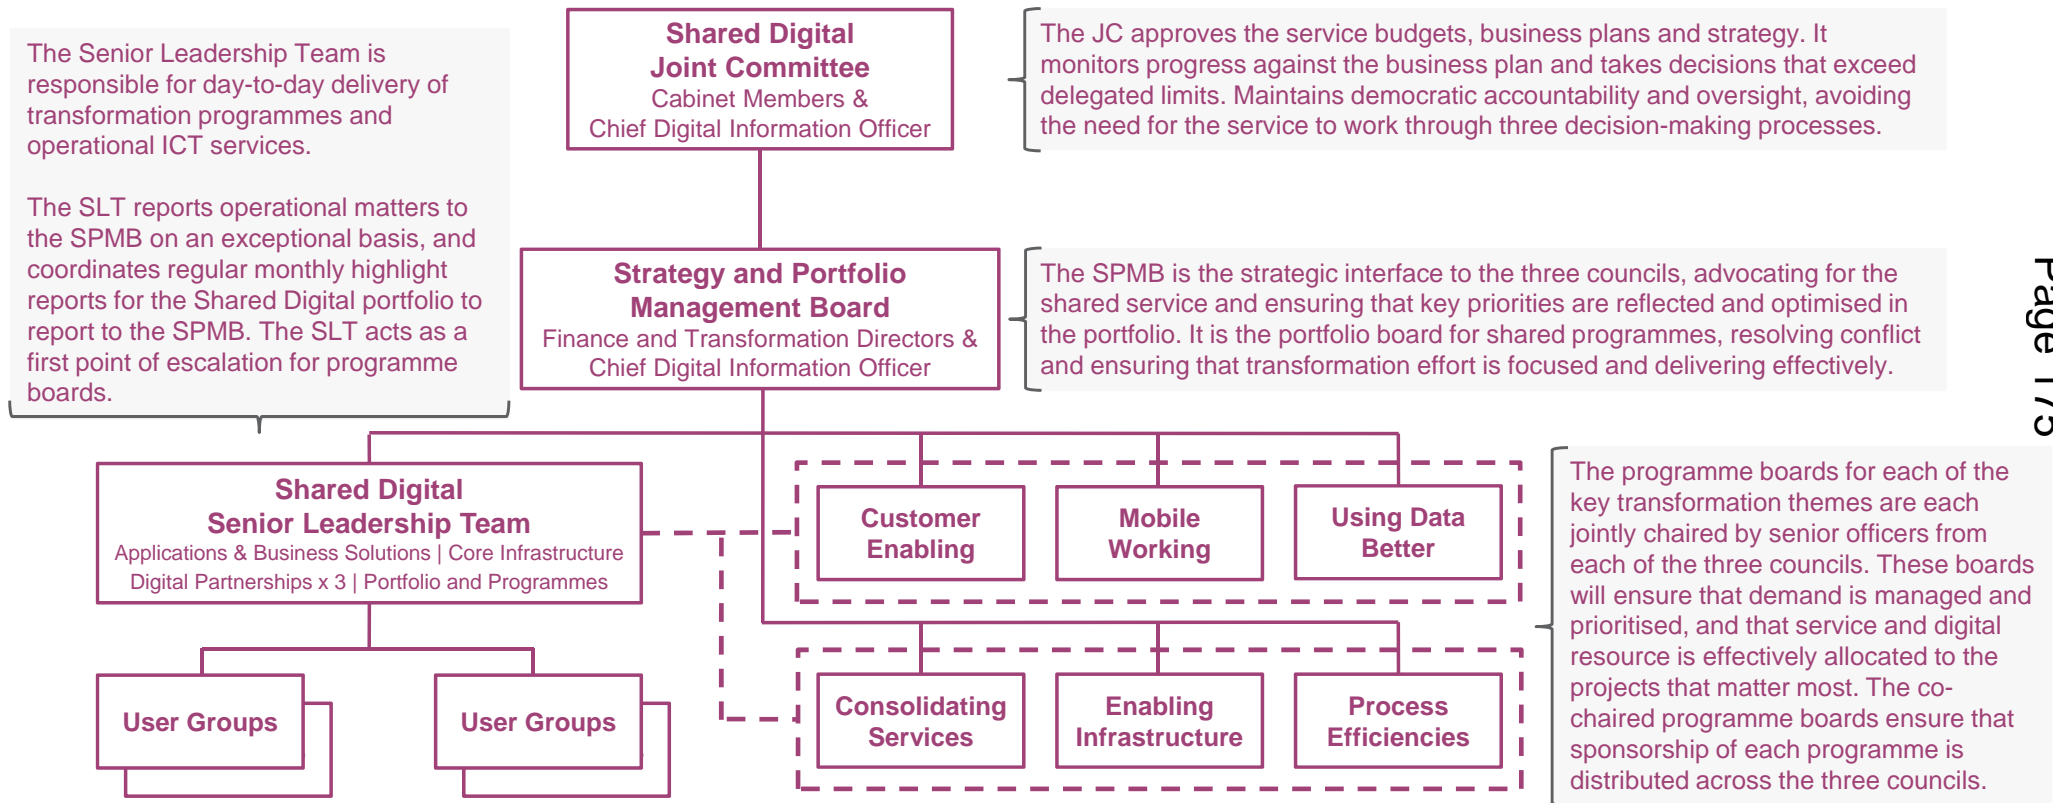 The Senior Leadership Team is
responsible for day-to-day delivery of
transformation programmes and
operational ICT services.
The SLT reports operational matters to
the SPMB on an exceptional basis, and
coordinates regular monthly highlight
reports for the Shared Digital portfolio to
report to the SPMB. The SLT acts as a
first point of escalation for programme
boards.
Shared Digital
Joint Committee
Cabinet Members &
Chief Digital Information Officer
The JC approves the service budgets, business plans and strategy. It
monitors progress against the business plan and takes decisions that exceed
delegated limits. Maintains democratic accountability and oversight, avoiding
the need for the service to work through three decision-making processes.
Strategy and Portfolio
Management Board
Finance and Transformation Directors &
Chief Digital Information Officer
The SPMB is the strategic interface to the three councils, advocating for the
shared service and ensuring that key priorities are reflected and optimised in
the portfolio. It is the portfolio board for shared programmes, resolving conflict
and ensuring that transformation effort is focused and delivering effectively.
Page 175
Shared Digital
Senior Leadership Team
Applications & Business Solutions | Core Infrastructure
Digital Partnerships x 3 | Portfolio and Programmes
Customer
Enabling
Mobile
Working
Using Data
Better
User Groups
User Groups
Consolidating
Services
Enabling
Infrastructure
Process
Efficiencies
The programme boards for each of the
key transformation themes are each
jointly chaired by senior officers from
each of the three councils. These boards
will ensure that demand is managed and
prioritised, and that service and digital
resource is effectively allocated to the
projects that matter most. The co-
chaired programme boards ensure that
sponsorship of each programme is
distributed across the three councils.